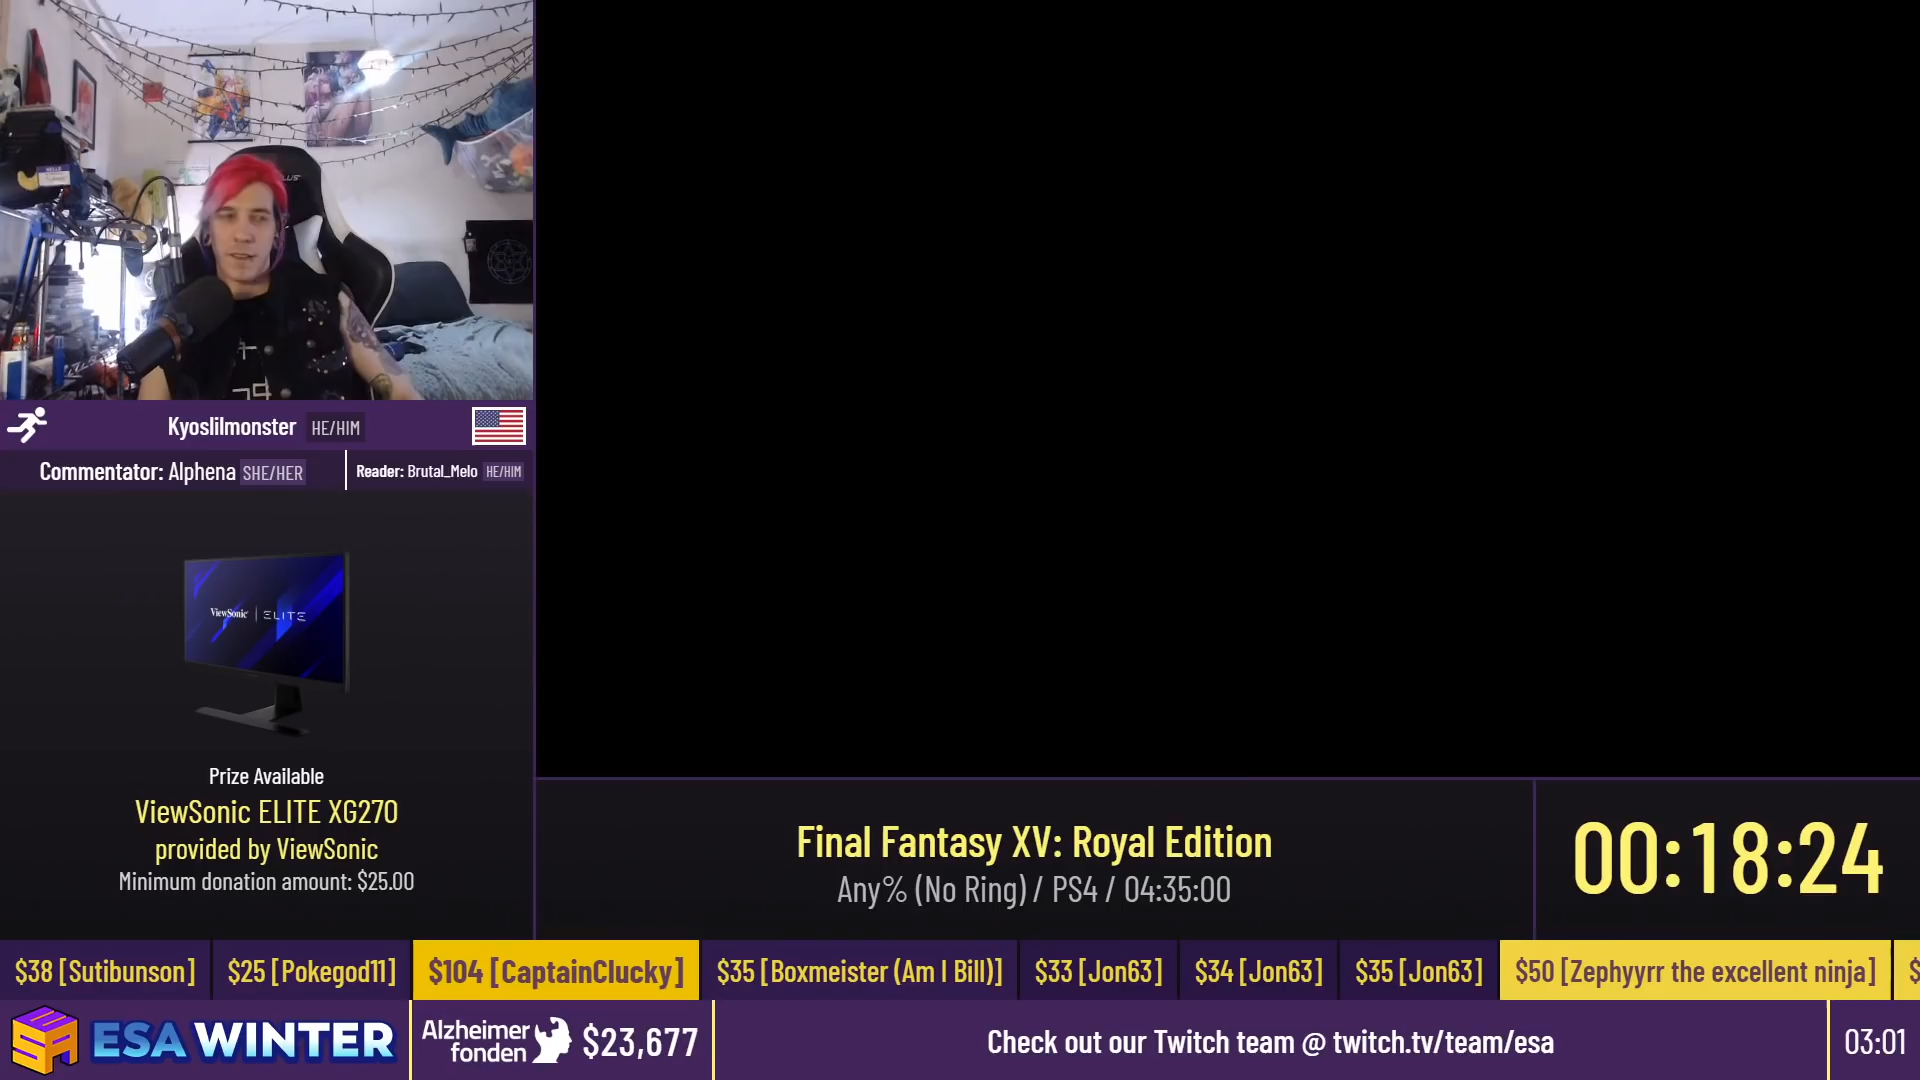 Kyoslilmonster HE/HIM
Commentator: Alphena SHE/HER
Reader: Brutal_Melo HE/HIM
ViewSonic ELITE
Prize Available
ViewSonic ELITE XG270
provided by ViewSonic
Minimum donation amount: $25.00
Final Fantasy XV: Royal Edition
Any% (No Ring) / PS4 / 04:35:00
00:18:24
$38 [Sutibunson] $25 [Pokegod11] $104 [CaptainClucky] $35 [Boxmeister (Am I Bill)] $33 [Jon63] $34 [Jon63] $35 [Jon63] $50 [Zephyyrr the excellent ninja] $
ESA WINTER
Alzheimer
fonden
$23,677
Check out our Twitch team @ twitch.tv/team/esa
03:01